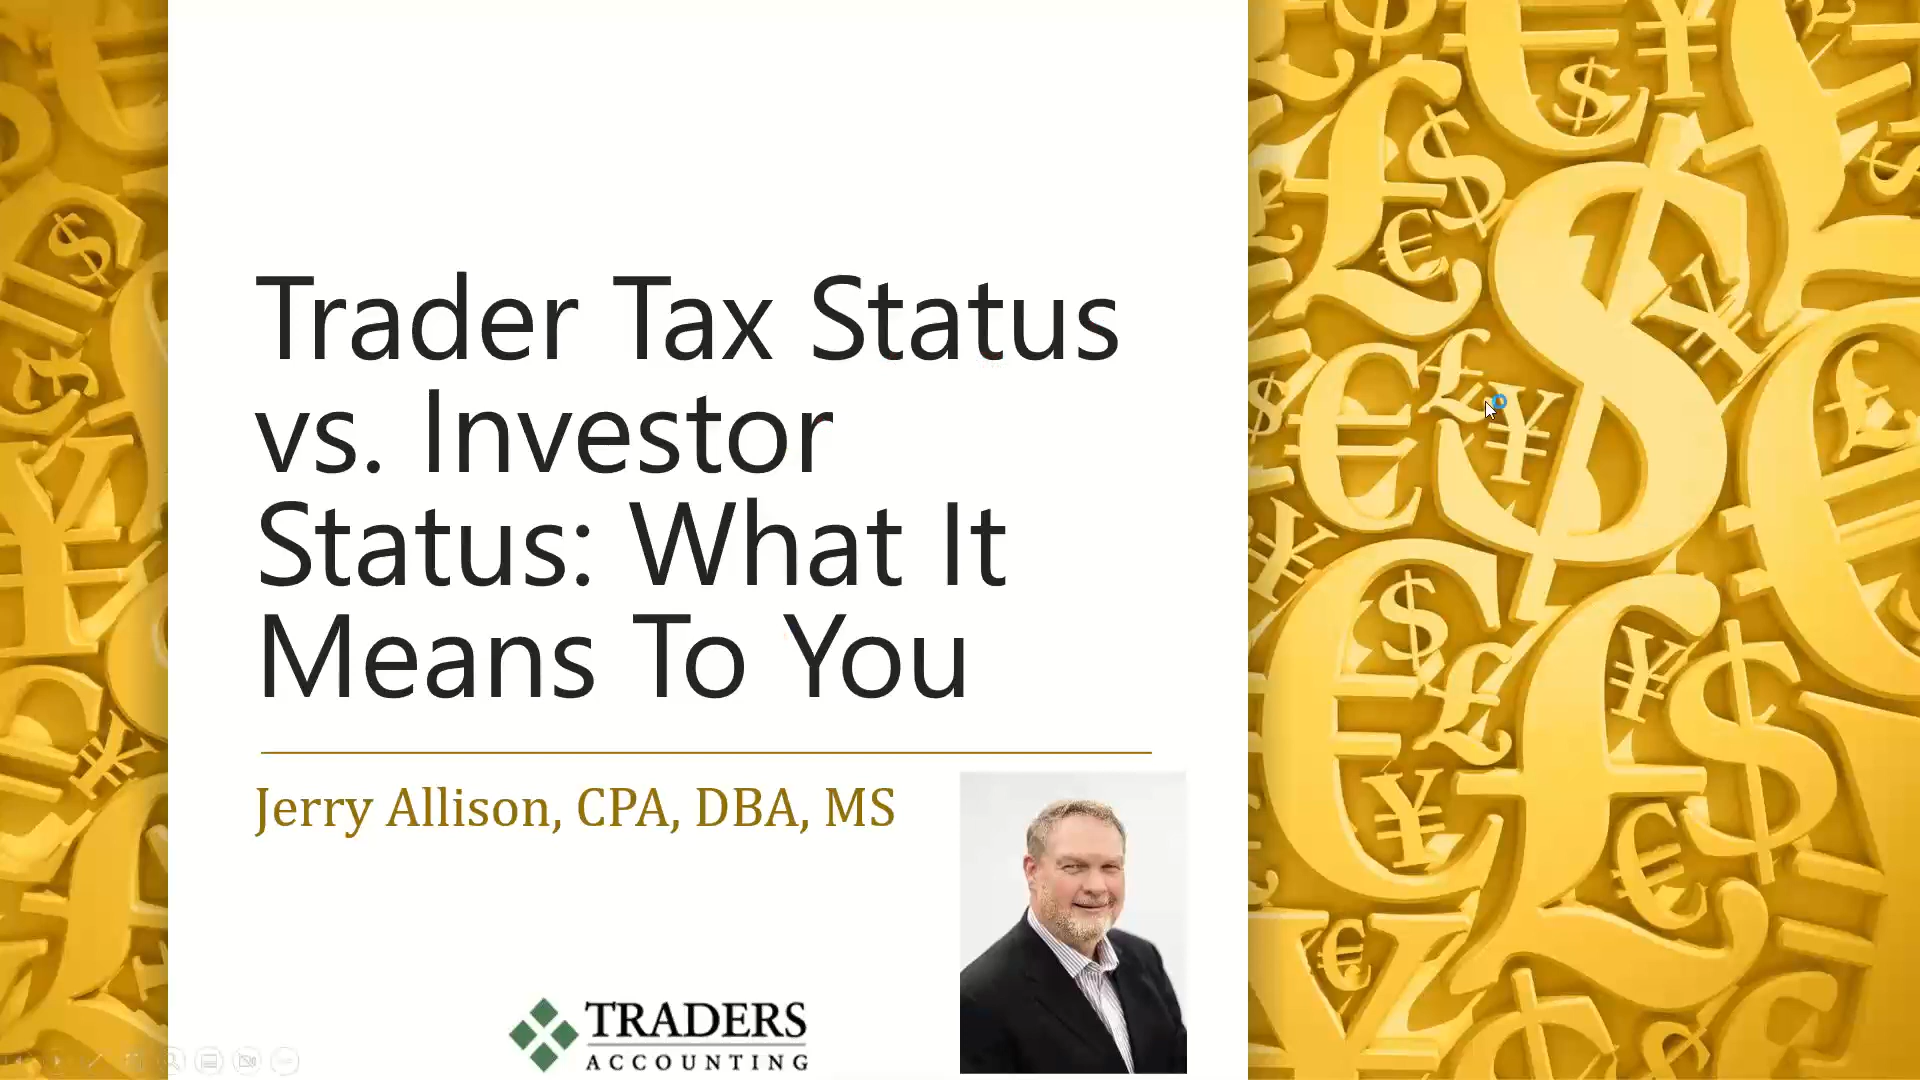 Trader Tax Status
vs. Investor
Status: What It
Means To You
Jerry Allison, CPA, DBA, MS
TRADERS
ACCOUNTING